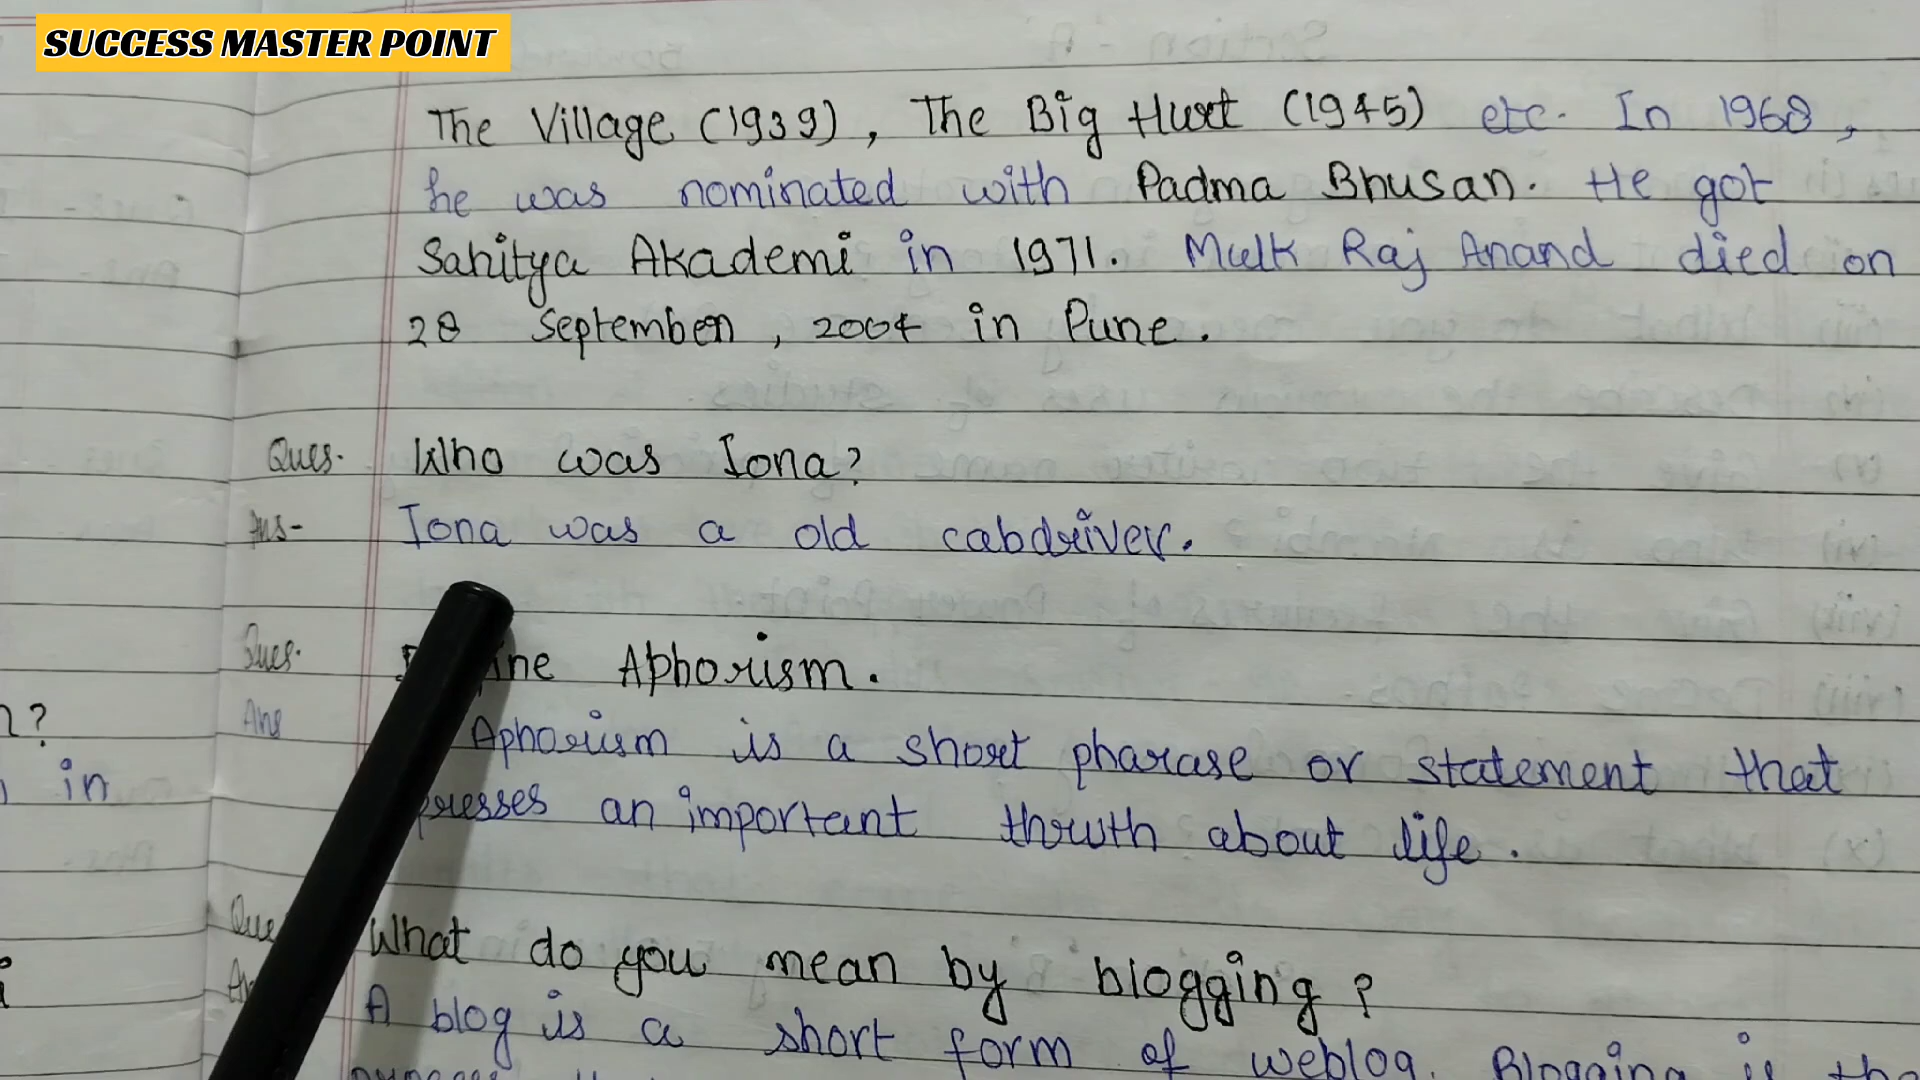 SUCCESS MASTER POINT
The Village (1939), The Big Hurt (1945) etc. In 1968,
he was nominated with Padma Bhusan. He got
Sahitya Akademi in 1971. Mulk Raj Anand died on
28 September, 2004 in Pune.
Ques. Who was Iona?
Ans- Iona was a old cabdriver.
Ques. Aphorism.
Ans Aphorism is a short pharase or statement that
an important thruth about life.
n?
in
What do you mean by blogging?
A blog is a short form of weblog. Blogging is